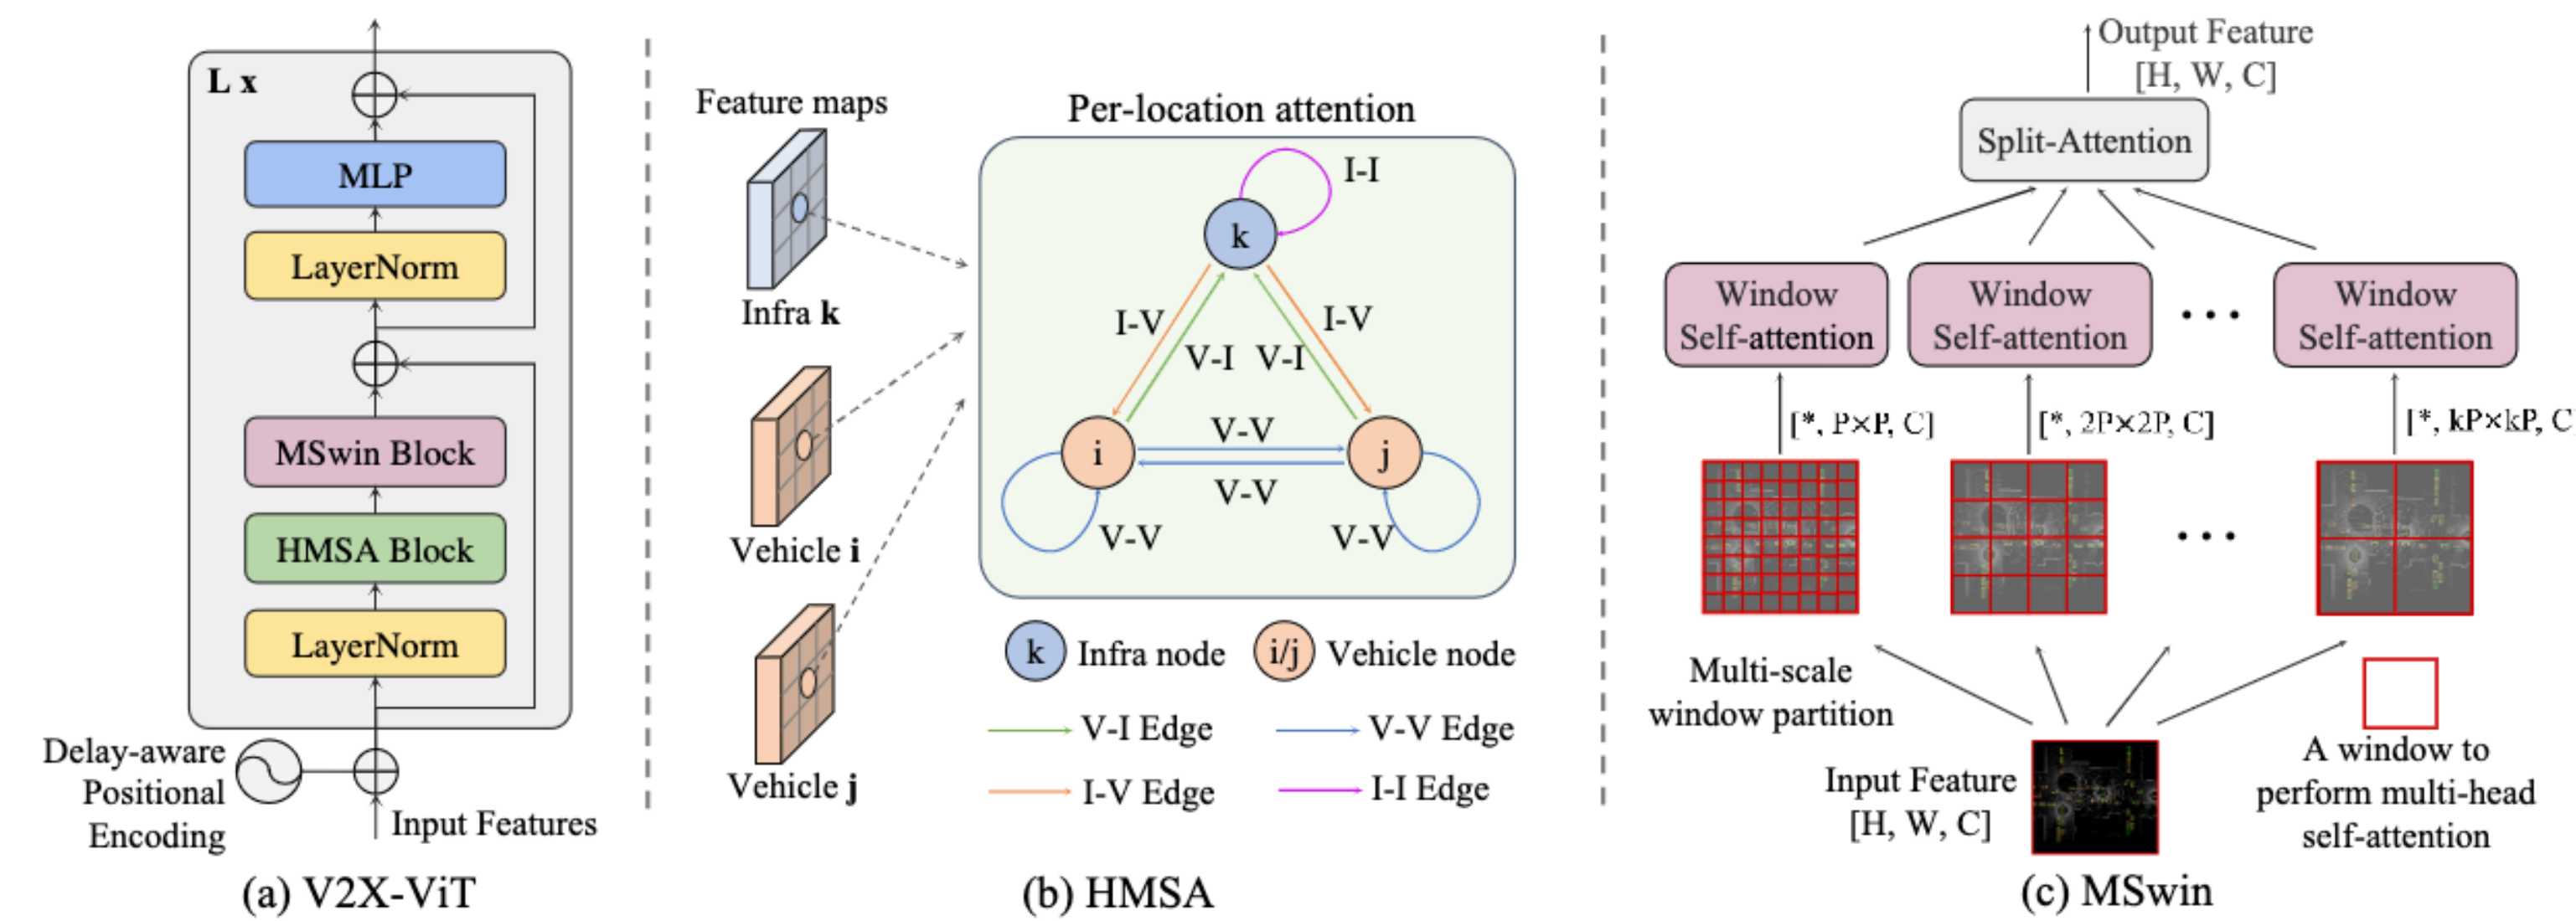 L x
MLP
LayerNorm
MSwin Block
HMSA Block
LayerNorm
Delay-aware
Positional
Encoding
Input Features
(a) V2X-ViT
Feature maps
Infra k
Vehicle i
Vehicle j
Per-location attention
I-I
k
I-V
I-V
V-I
V-I
i
V-V
j
V-V
V-V
V-V
k
Infra node
i/j
Vehicle node
V-I Edge
V-V Edge
I-V Edge
I-I Edge
(b) HMSA
Output Feature
[H, W, C]
Split-Attention
Window
Self-attention
Window
Self-attention
...
Window
Self-attention
[*, P×P, C]
[*, 2P×2P, C]
[*, kP×kP, C
...
Multi-scale
window partition
Input Feature
[H, W, C]
A window to
perform multi-head
self-attention
(c) MSwin